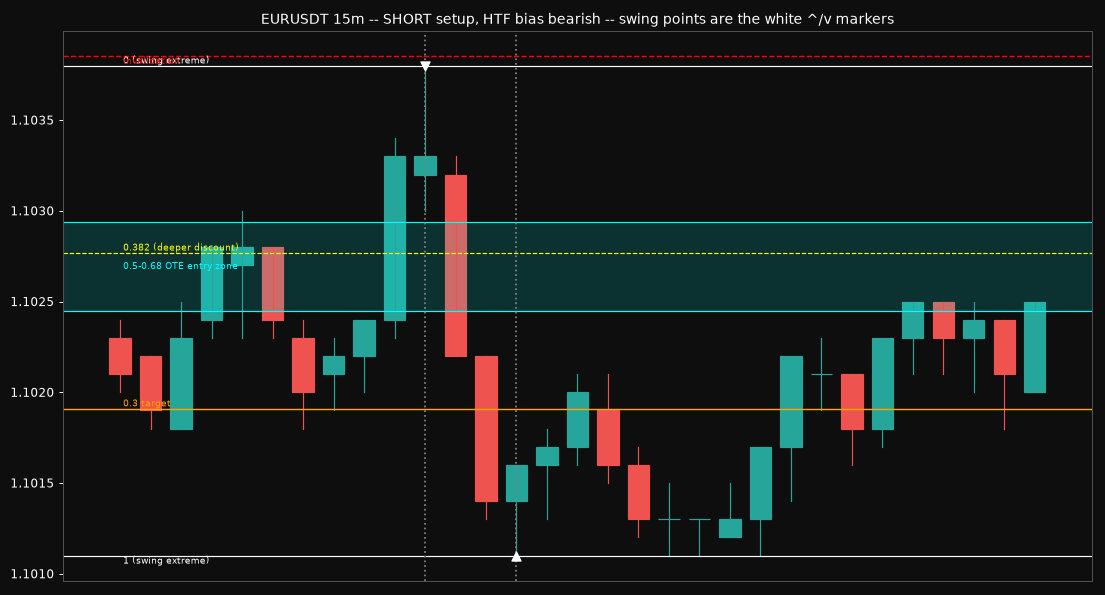 EURUSDT 15m -- SHORT setup, HTF bias bearish -- swing points are the white ^/v markers
0 (swing extreme)
1.1035
1.1030
0.382 (deeper discount)
0.5-0.68 OTE entry zone
1.1025
1.1020
0.3 target
1.1015
1 (swing extreme)
1.1010